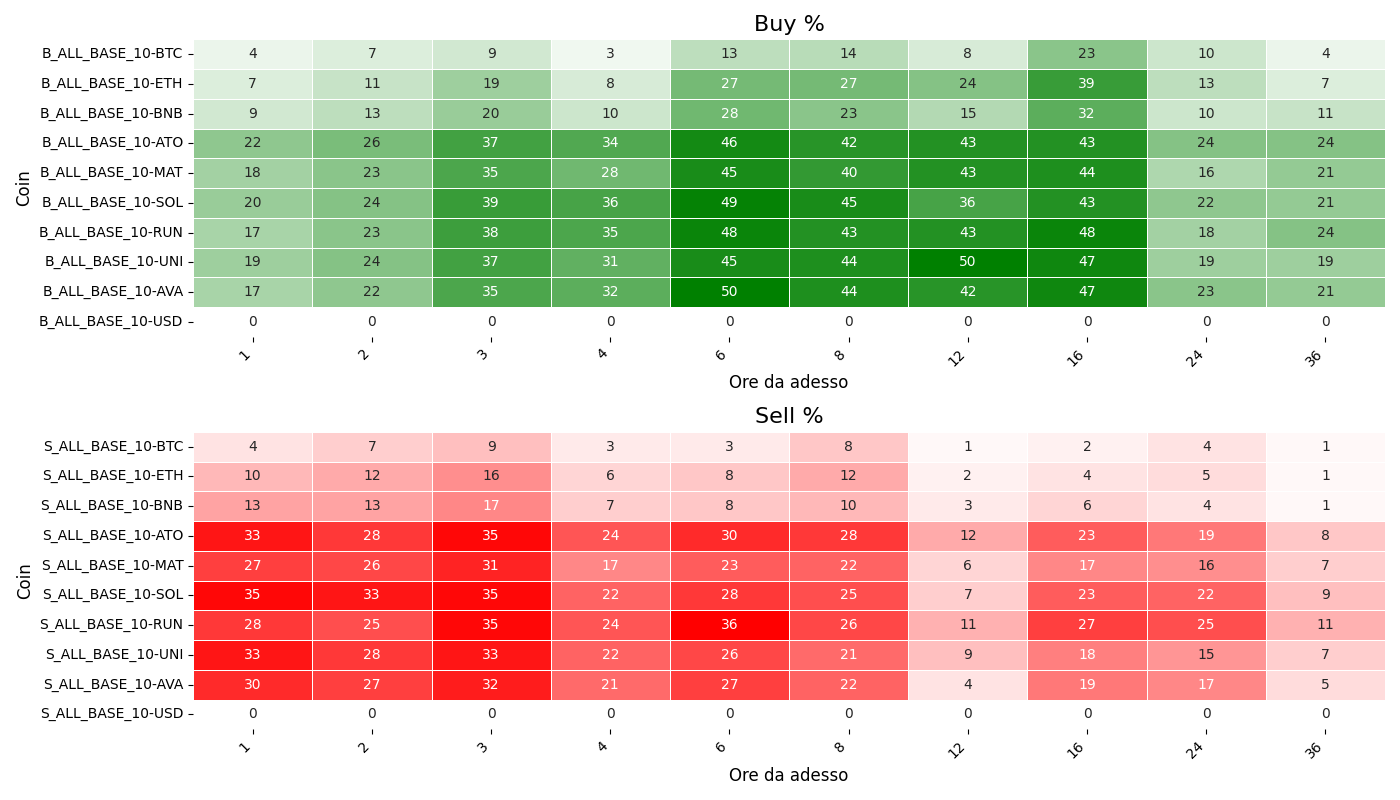 Buy %
Coin
B_ALL_BASE_10-BTC 4 7 9 3 13 14 8 23 10 4
B_ALL_BASE_10-ETH 7 11 19 8 27 27 24 39 13 7
B_ALL_BASE_10-BNB 9 13 20 10 28 23 15 32 10 11
B_ALL_BASE_10-ATO 22 26 37 34 46 42 43 43 24 24
B_ALL_BASE_10-MAT 18 23 35 28 45 40 43 44 16 21
B_ALL_BASE_10-SOL 20 24 39 36 49 45 36 43 22 21
B_ALL_BASE_10-RUN 17 23 38 35 48 43 43 48 18 24
B_ALL_BASE_10-UNI 19 24 37 31 45 44 50 47 19 19
B_ALL_BASE_10-AVA 17 22 35 32 50 44 42 47 23 21
B_ALL_BASE_10-USD 0 0 0 0 0 0 0 0 0 0
1 2 3 4 6 8 12 16 24 36
Ore da adesso
Sell %
Coin
S_ALL_BASE_10-BTC 4 7 9 3 3 8 1 2 4 1
S_ALL_BASE_10-ETH 10 12 16 6 8 12 2 4 5 1
S_ALL_BASE_10-BNB 13 13 17 7 8 10 3 6 4 1
S_ALL_BASE_10-ATO 33 28 35 24 30 28 12 23 19 8
S_ALL_BASE_10-MAT 27 26 31 17 23 22 6 17 16 7
S_ALL_BASE_10-SOL 35 33 35 22 28 25 7 23 22 9
S_ALL_BASE_10-RUN 28 25 35 24 36 26 11 27 25 11
S_ALL_BASE_10-UNI 33 28 33 22 26 21 9 18 15 7
S_ALL_BASE_10-AVA 30 27 32 21 27 22 4 19 17 5
S_ALL_BASE_10-USD 0 0 0 0 0 0 0 0 0 0
1 2 3 4 6 8 12 16 24 36
Ore da adesso